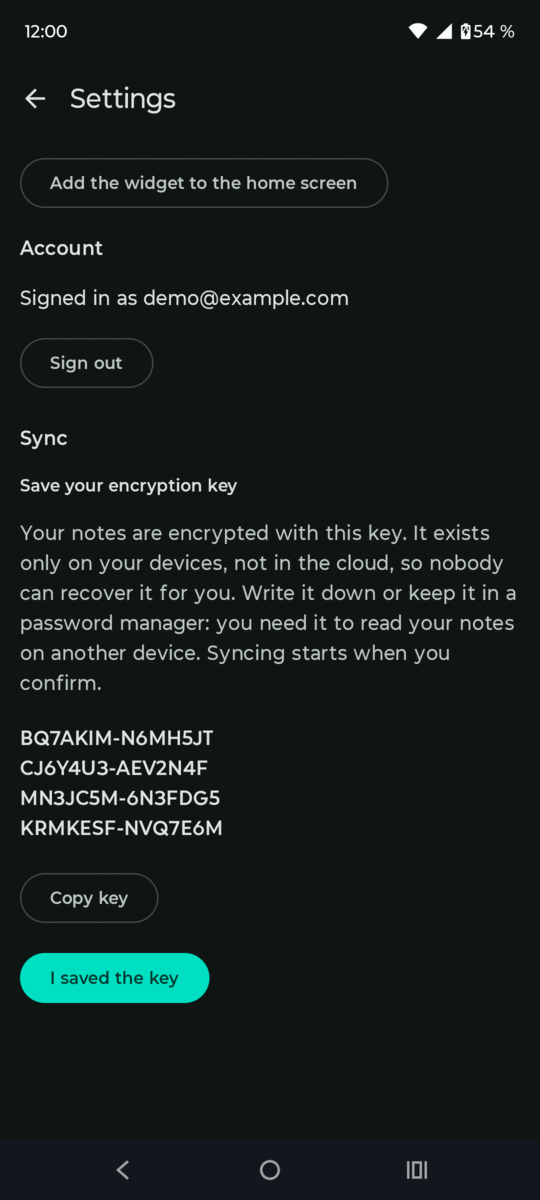 12:00
54 %
Settings
Add the widget to the home screen
Account
Signed in as demo@example.com
Sign out
Sync
Save your encryption key
Your notes are encrypted with this key. It exists
only on your devices, not in the cloud, so nobody
can recover it for you. Write it down or keep it in a
password manager: you need it to read your notes
on another device. Syncing starts when you
confirm.
BQ7AKIM-N6MH5JT
CJ6Y4U3-AEV2N4F
MN3JC5M-6N3FDG5
KRMKESF-NVQ7E6M
Copy key
I saved the key